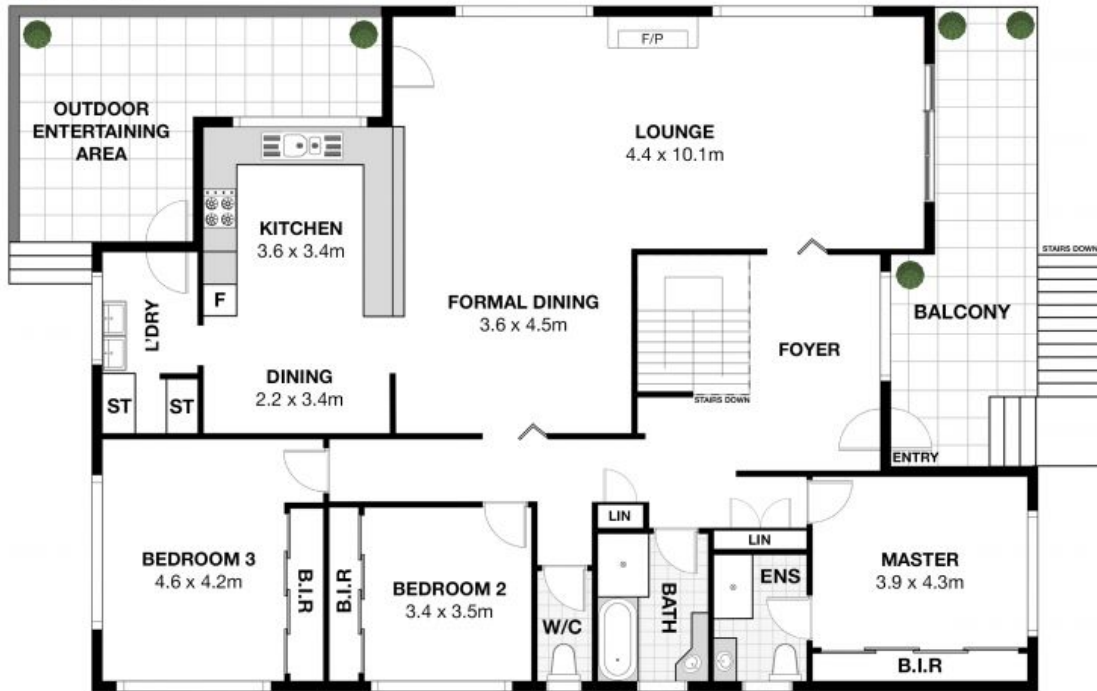 F/P
OUTDOOR
ENTERTAINING
AREA
LOUNGE
4.4 x 10.1m
KITCHEN
3.6 x 3.4m
STAIRS DOWN
F
L'DRY
FORMAL DINING
3.6 x 4.5m
BALCONY
FOYER
DINING
2.2 x 3.4m
ST
ST
STAIRS DOWN
ENTRY
LIN
LIN
BEDROOM 3
4.6 x 4.2m
B.I.R
B.I.R
BEDROOM 2
3.4 x 3.5m
W/C
BATH
ENS
MASTER
3.9 x 4.3m
B.I.R